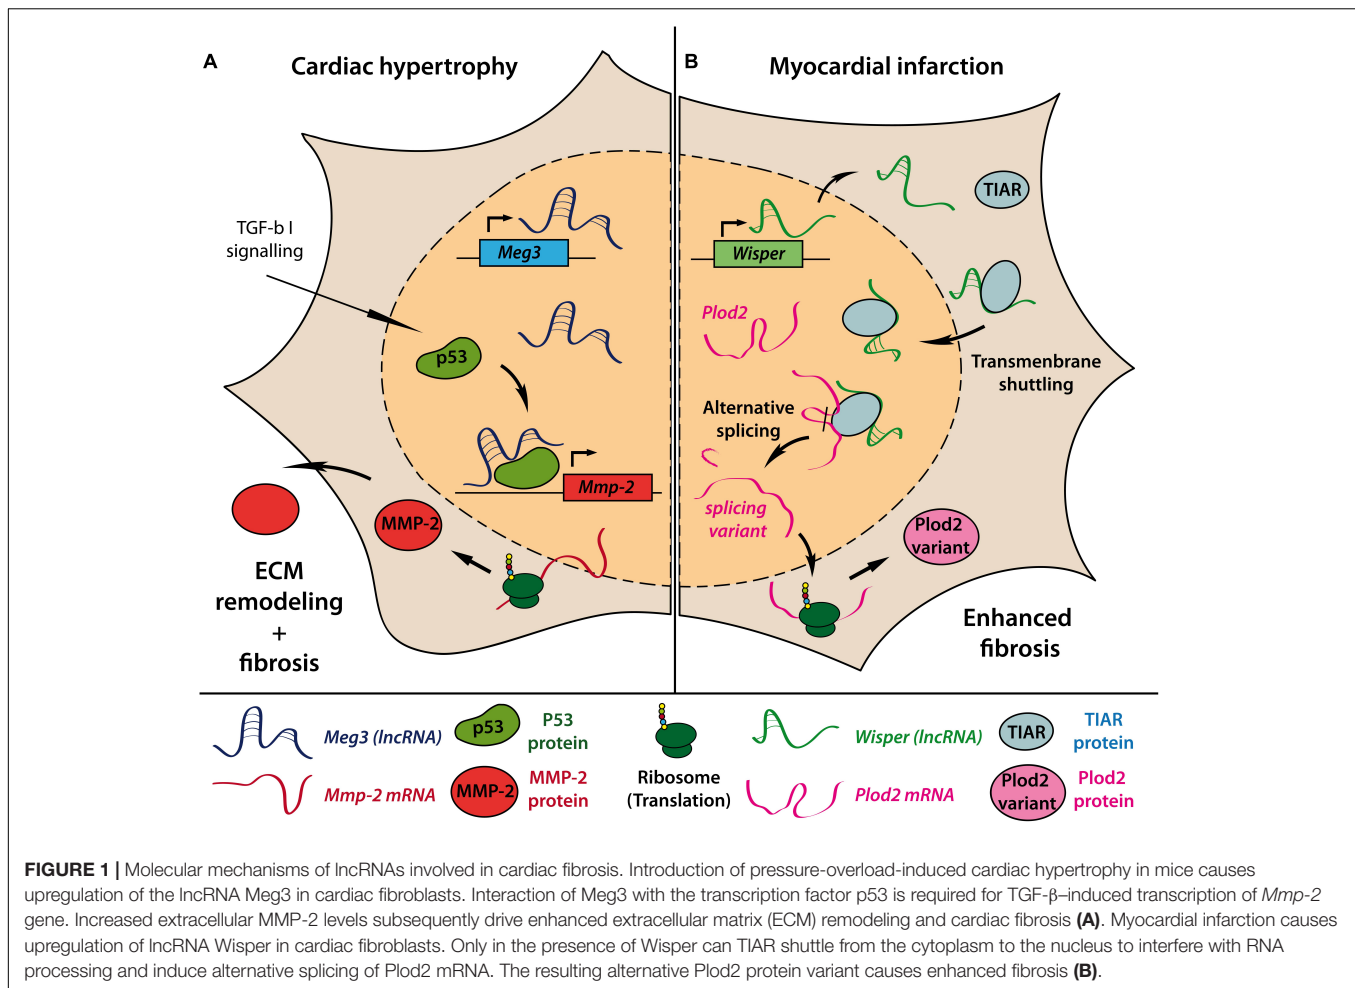 A
Cardiac hypertrophy
TGF-b I
signalling
Meg3
p53
Mmp-2
MMP-2
ECM
remodeling
+
fibrosis
B
Myocardial infarction
TIAR
Wisper
Plod2
Transmenbrane
shuttling
Alternative
splicing
splicing
variant
Plod2
variant
Enhanced
fibrosis
Meg3 (lncRNA)
p53
P53
protein
Mmp-2 mRNA
MMP-2
MMP-2
protein
Ribosome
(Translation)
Wisper (lncRNA)
TIAR
TIAR
protein
Plod2 mRNA
Plod2
variant
Plod2
protein
FIGURE 1 | Molecular mechanisms of lncRNAs involved in cardiac fibrosis. Introduction of pressure-overload-induced cardiac hypertrophy in mice causes
upregulation of the lncRNA Meg3 in cardiac fibroblasts. Interaction of Meg3 with the transcription factor p53 is required for TGF-β–induced transcription of Mmp-2
gene. Increased extracellular MMP-2 levels subsequently drive enhanced extracellular matrix (ECM) remodeling and cardiac fibrosis (A). Myocardial infarction causes
upregulation of lncRNA Wisper in cardiac fibroblasts. Only in the presence of Wisper can TIAR shuttle from the cytoplasm to the nucleus to interfere with RNA
processing and induce alternative splicing of Plod2 mRNA. The resulting alternative Plod2 protein variant causes enhanced fibrosis (B).